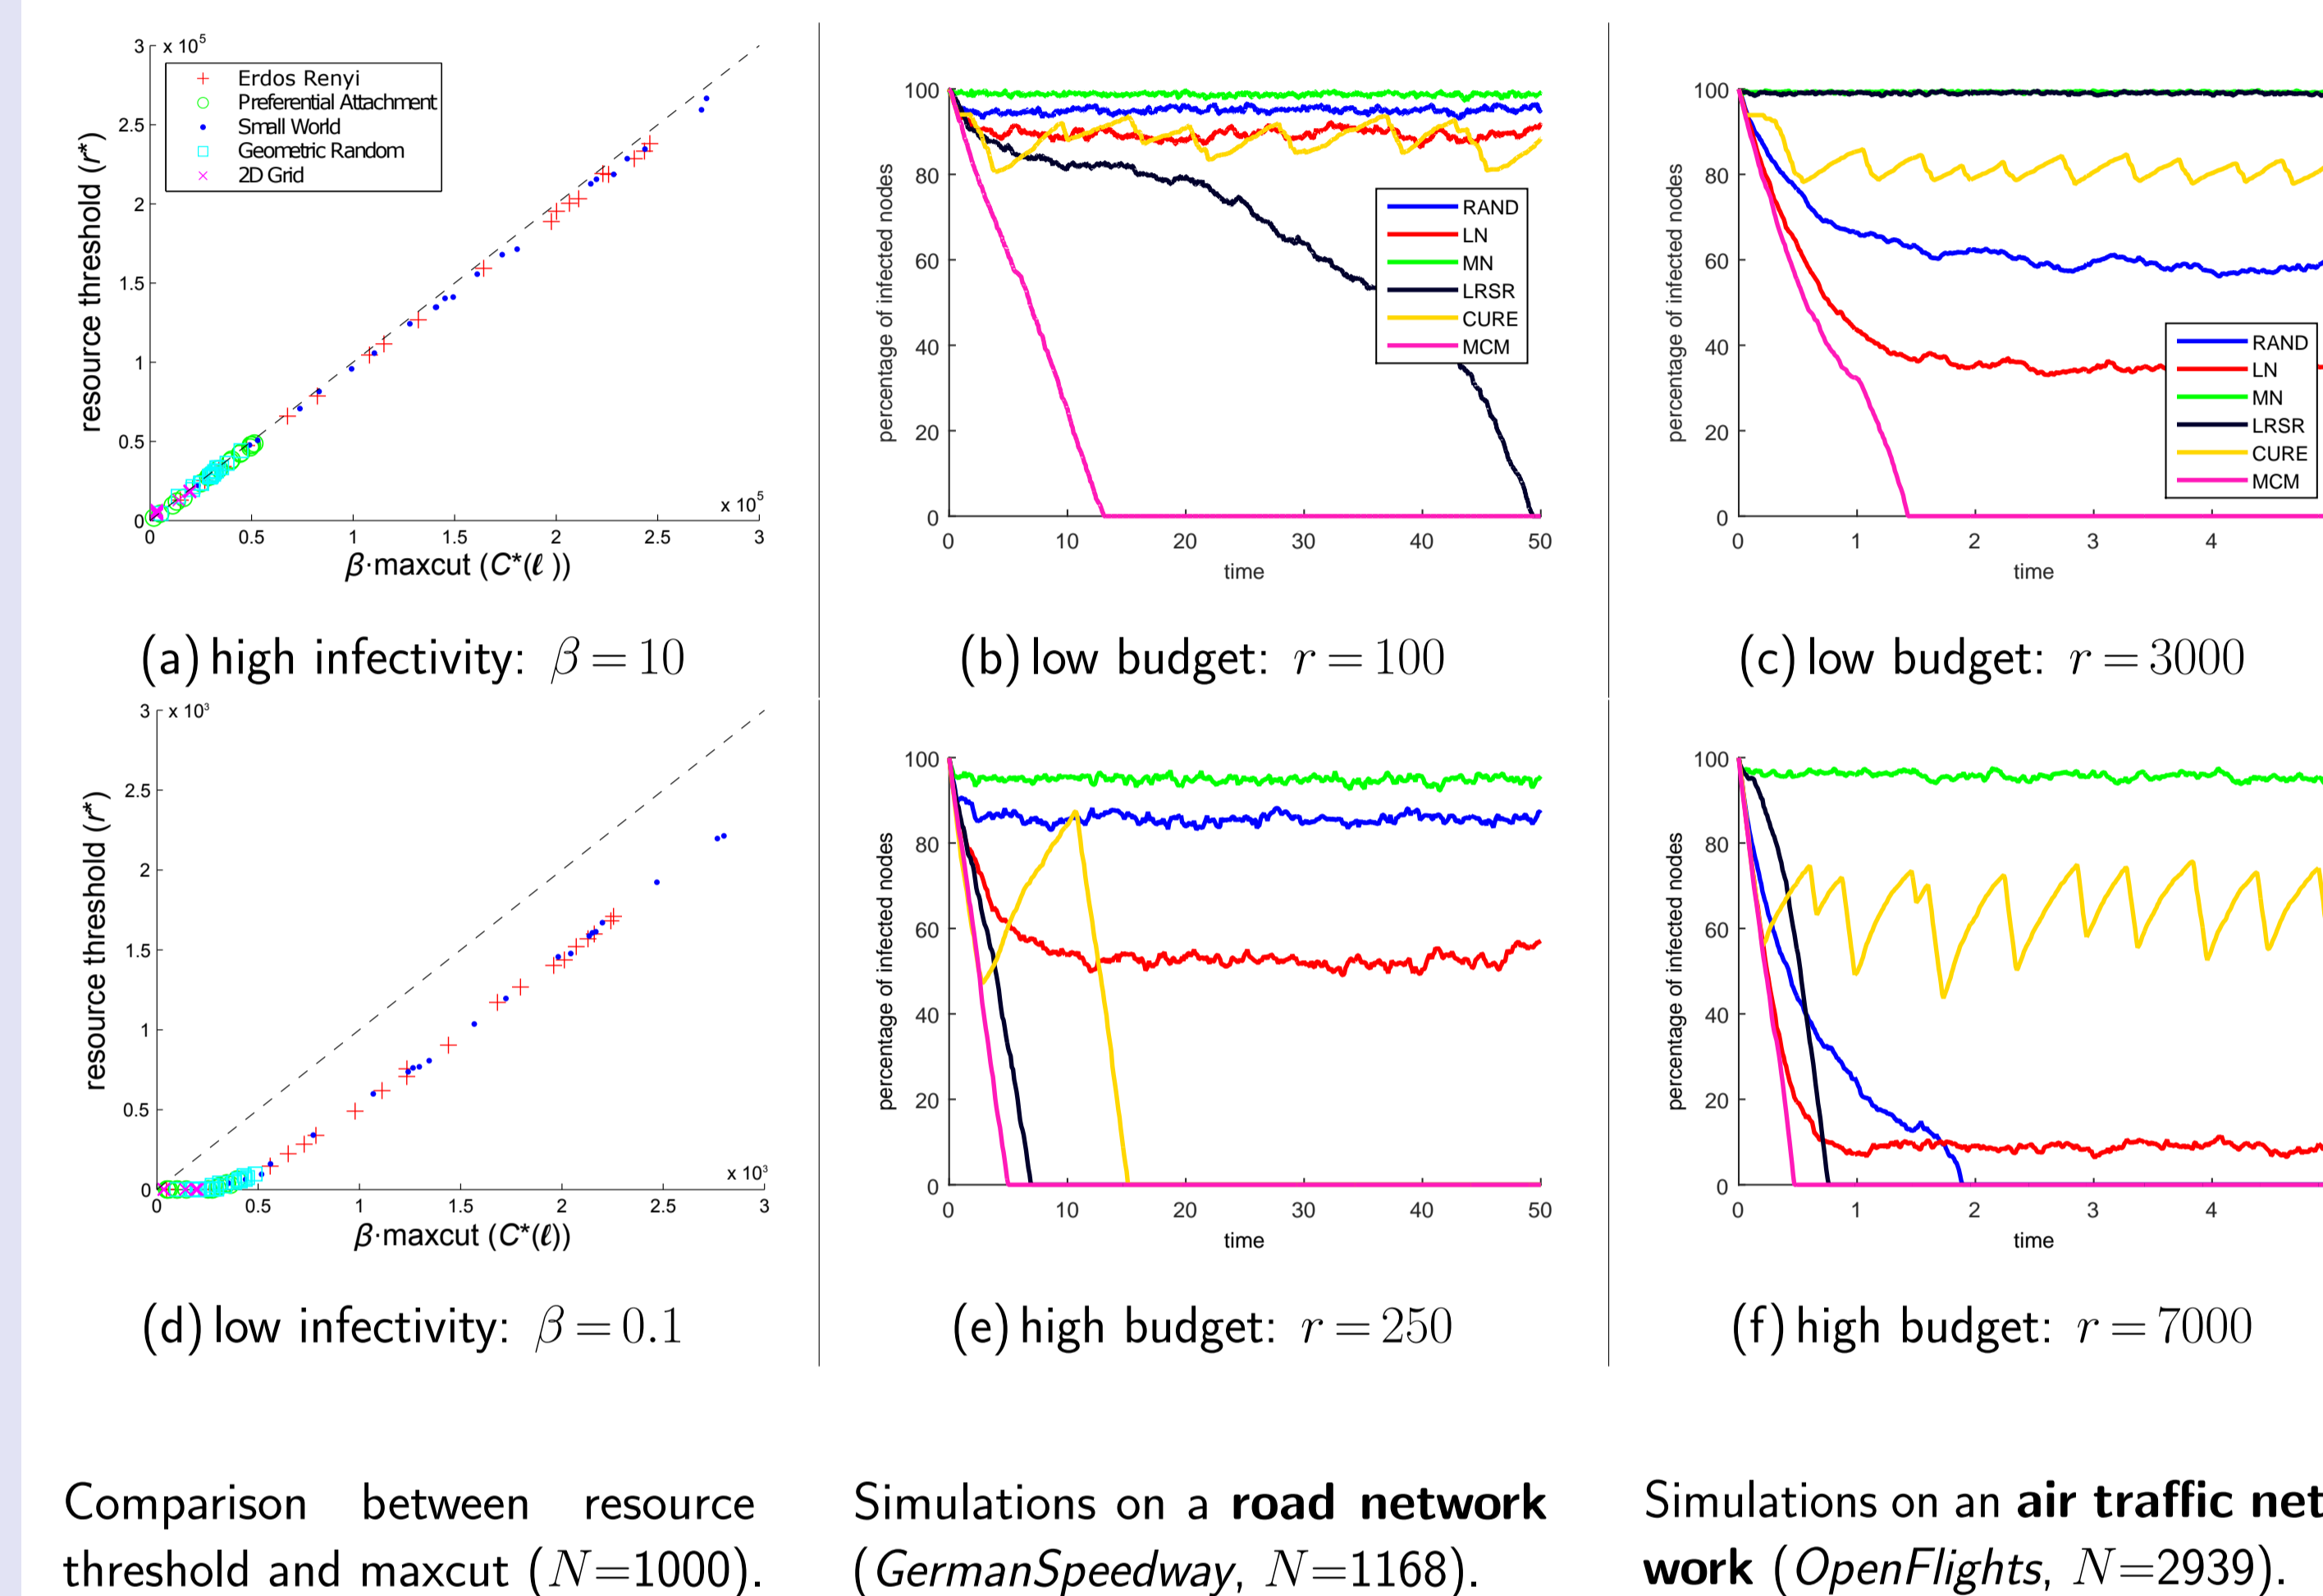 3 x 10⁵
Erdos Renyi
Preferential Attachment
Small World
Geometric Random
2D Grid
2.5
2
1.5
1
0.5
0
resource threshold (r*)
x 10⁵
0 0.5 1 1.5 2 2.5 3
β·maxcut (C*(ℓ ))
(a) high infectivity: β = 10
100
80
60
40
20
0
percentage of infected nodes
RAND
LN
MN
LRSR
CURE
MCM
0 10 20 30 40 50
time
(b) low budget: r = 100
100
80
60
40
20
0
percentage of infected nodes
RAND
LN
MN
LRSR
CURE
MCM
0 1 2 3 4
time
(c) low budget: r = 3000
3 x 10³
2.5
2
1.5
1
0.5
0
resource threshold (r*)
x 10³
0 0.5 1 1.5 2 2.5 3
β·maxcut (C*(ℓ))
(d) low infectivity: β = 0.1
100
80
60
40
20
0
percentage of infected nodes
0 10 20 30 40 50
time
(e) high budget: r = 250
100
80
60
40
20
0
percentage of infected nodes
0 1 2 3 4
time
(f) high budget: r = 7000
Comparison between resource
threshold and maxcut (N=1000).
Simulations on a road network
(GermanSpeedway, N=1168).
Simulations on an air traffic net
work (OpenFlights, N=2939).